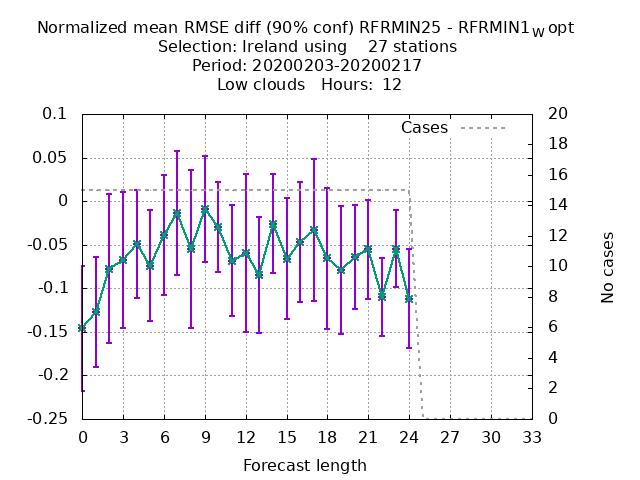 Normalized mean RMSE diff (90% conf) RFRMIN25 - RFRMIN1W opt
Selection: Ireland using    27 stations
Period: 20200203-20200217
Low clouds   Hours:  12
Cases
0.1
0.05
0
-0.05
-0.1
-0.15
-0.2
-0.25
20
18
16
14
12
10
8
6
4
2
0
No cases
0 3 6 9 12 15 18 21 24 27 30 33
Forecast length